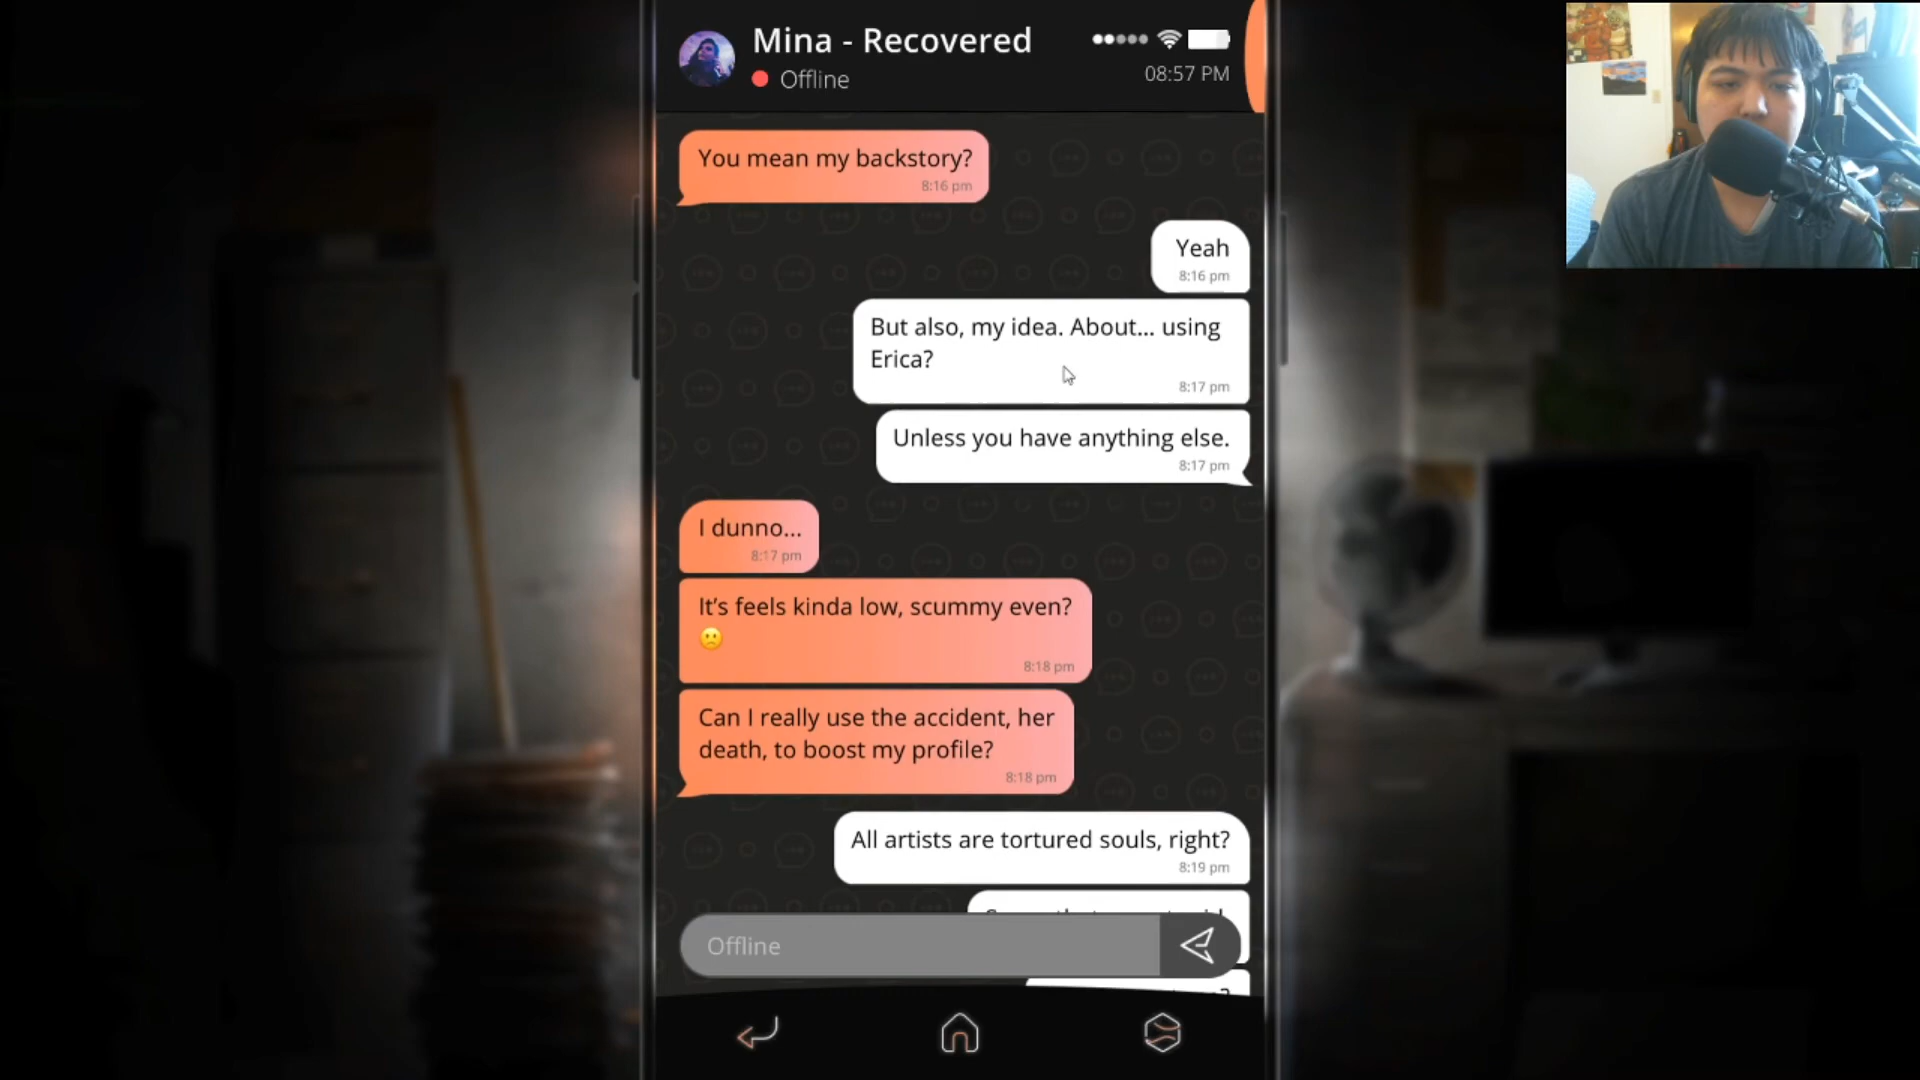 Mina - Recovered
Offline
08:57 PM
You mean my backstory?
8:16 pm
Yeah
8:16 pm
But also, my idea. About... using
Erica?
8:17 pm
Unless you have anything else.
8:17 pm
I dunno...
8:17 pm
It's feels kinda low, scummy even?
🙁
8:18 pm
Can I really use the accident, her
death, to boost my profile?
8:18 pm
All artists are tortured souls, right?
8:19 pm
Offline